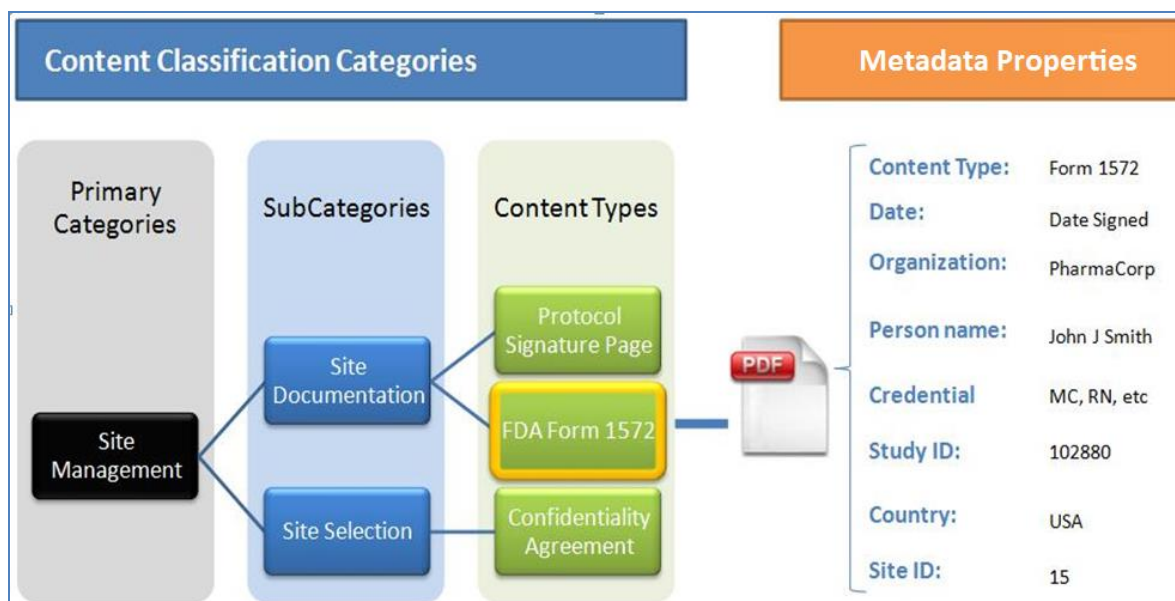 Content Classification Categories
Metadata Properties
Primary
Categories
SubCategories
Content Types
Site
Management
Site
Documentation
Site Selection
Protocol
Signature Page
FDA Form 1572
Confidentiality
Agreement
PDF
Content Type: Form 1572
Date: Date Signed
Organization: PharmaCorp
Person name: John J Smith
Credential MC, RN, etc
Study ID: 102880
Country: USA
Site ID: 15